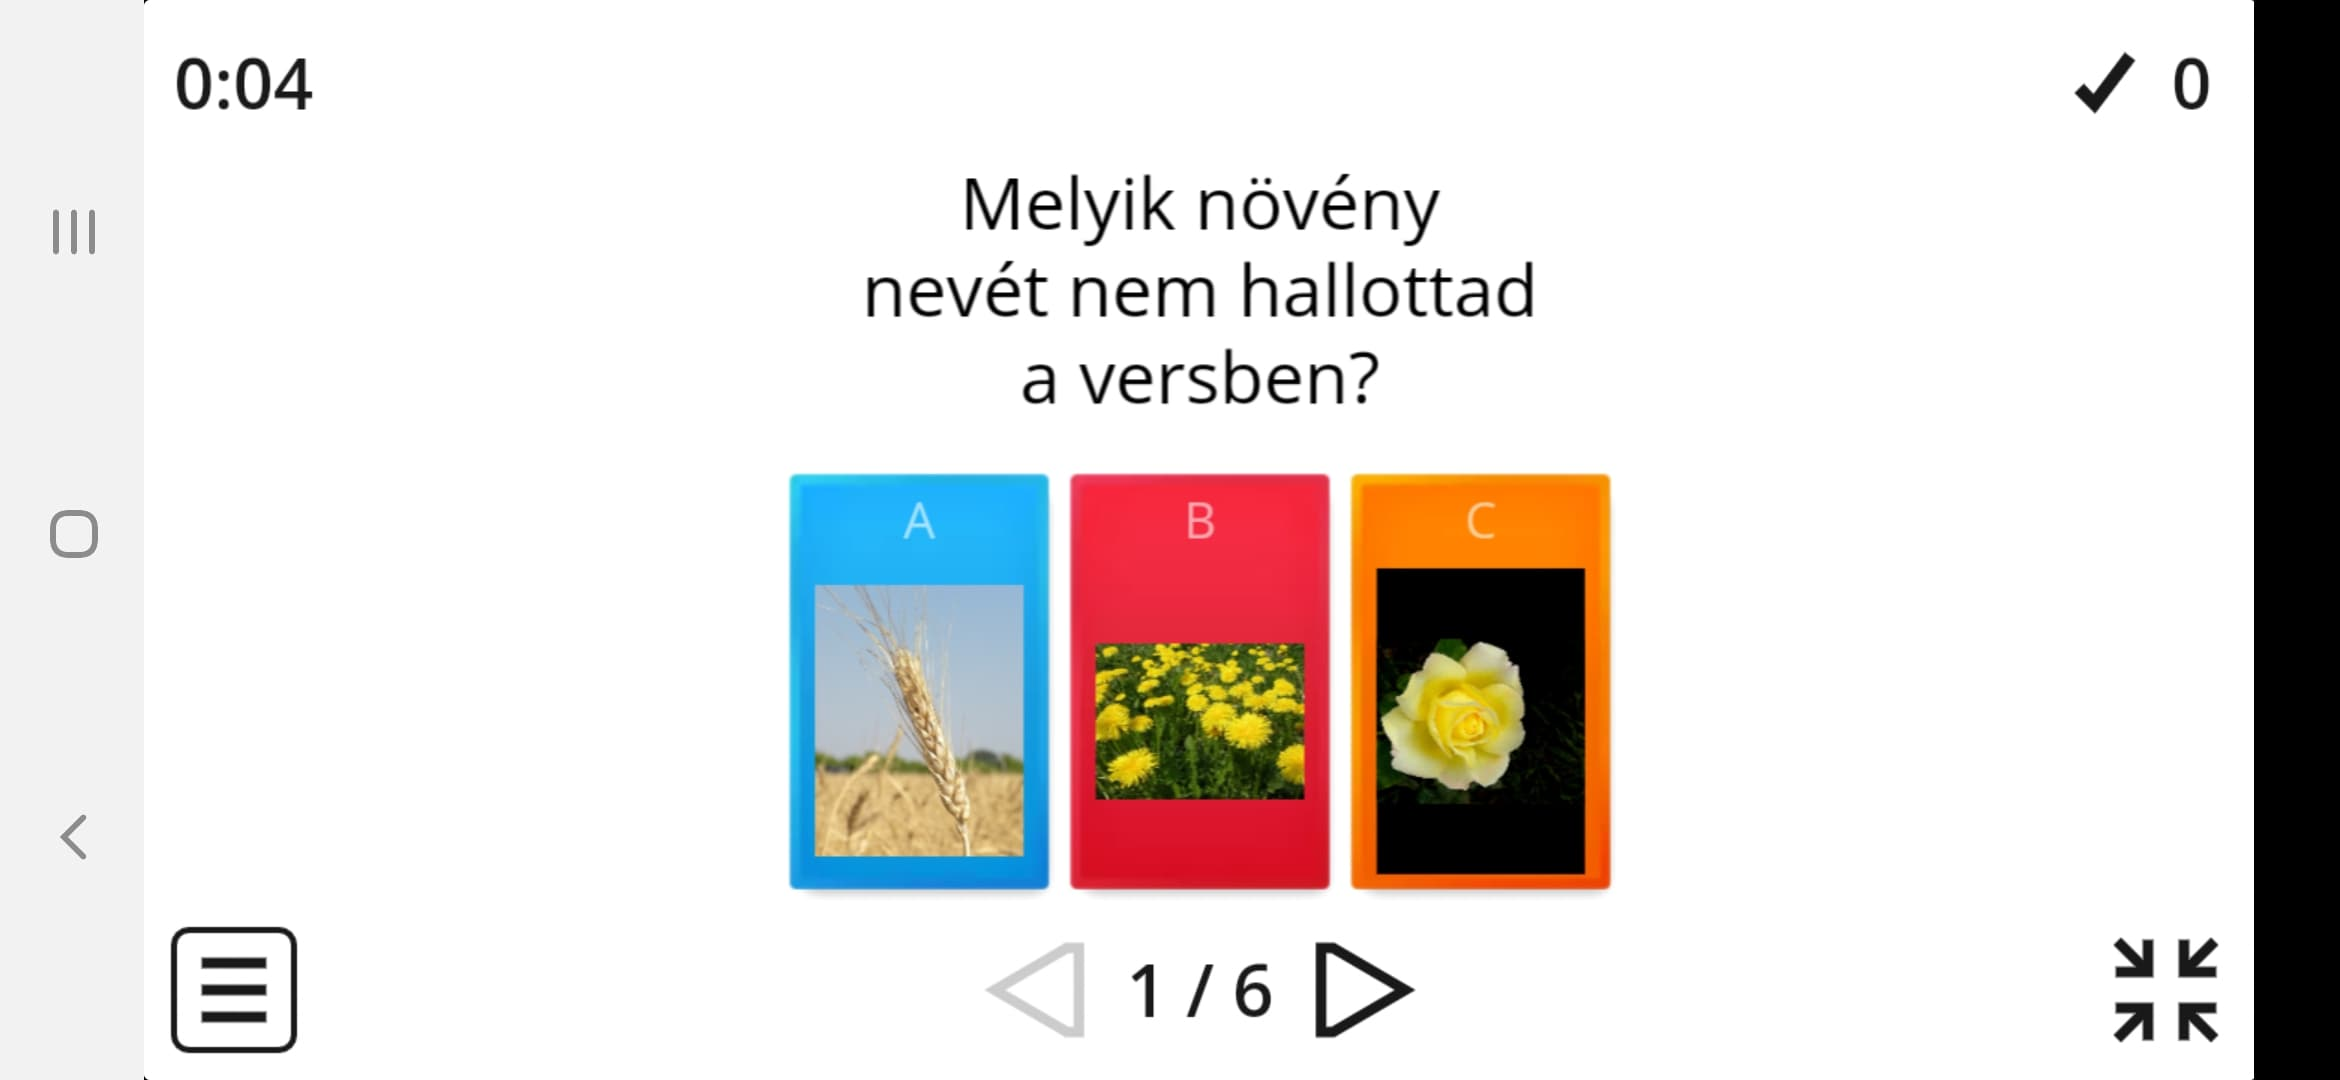 0:04
✓ 0
Melyik növény
nevét nem hallottad
a versben?
A
B
C
1 / 6